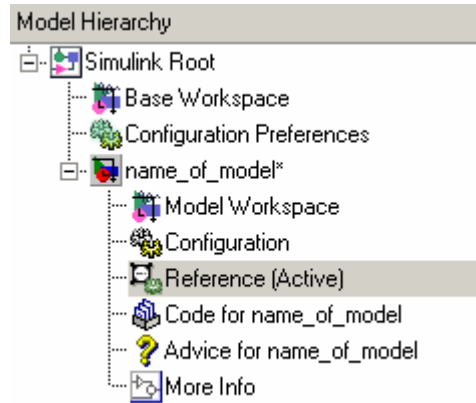 Model Hierarchy
Simulink Root
Base Workspace
Configuration Preferences
name_of_model*
Model Workspace
Configuration
Reference (Active)
Code for name_of_model
Advice for name_of_model
More Info